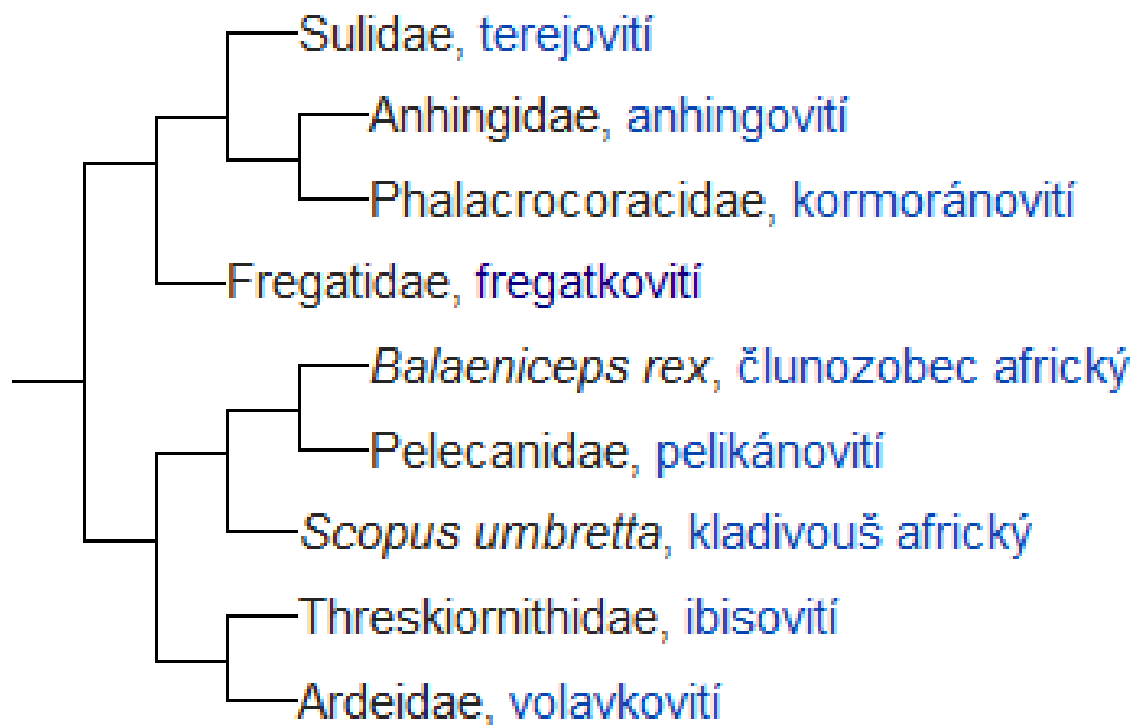 Sulidae, terejovití
Anhingidae, anhingovití
Phalacrocoracidae, kormoránovití
Fregatidae, fregatkovití
Balaeniceps rex, člunozobec africký
Pelecanidae, pelikánovití
Scopus umbretta, kladivouš africký
Threskiornithidae, ibisovití
Ardeidae, volavkovití